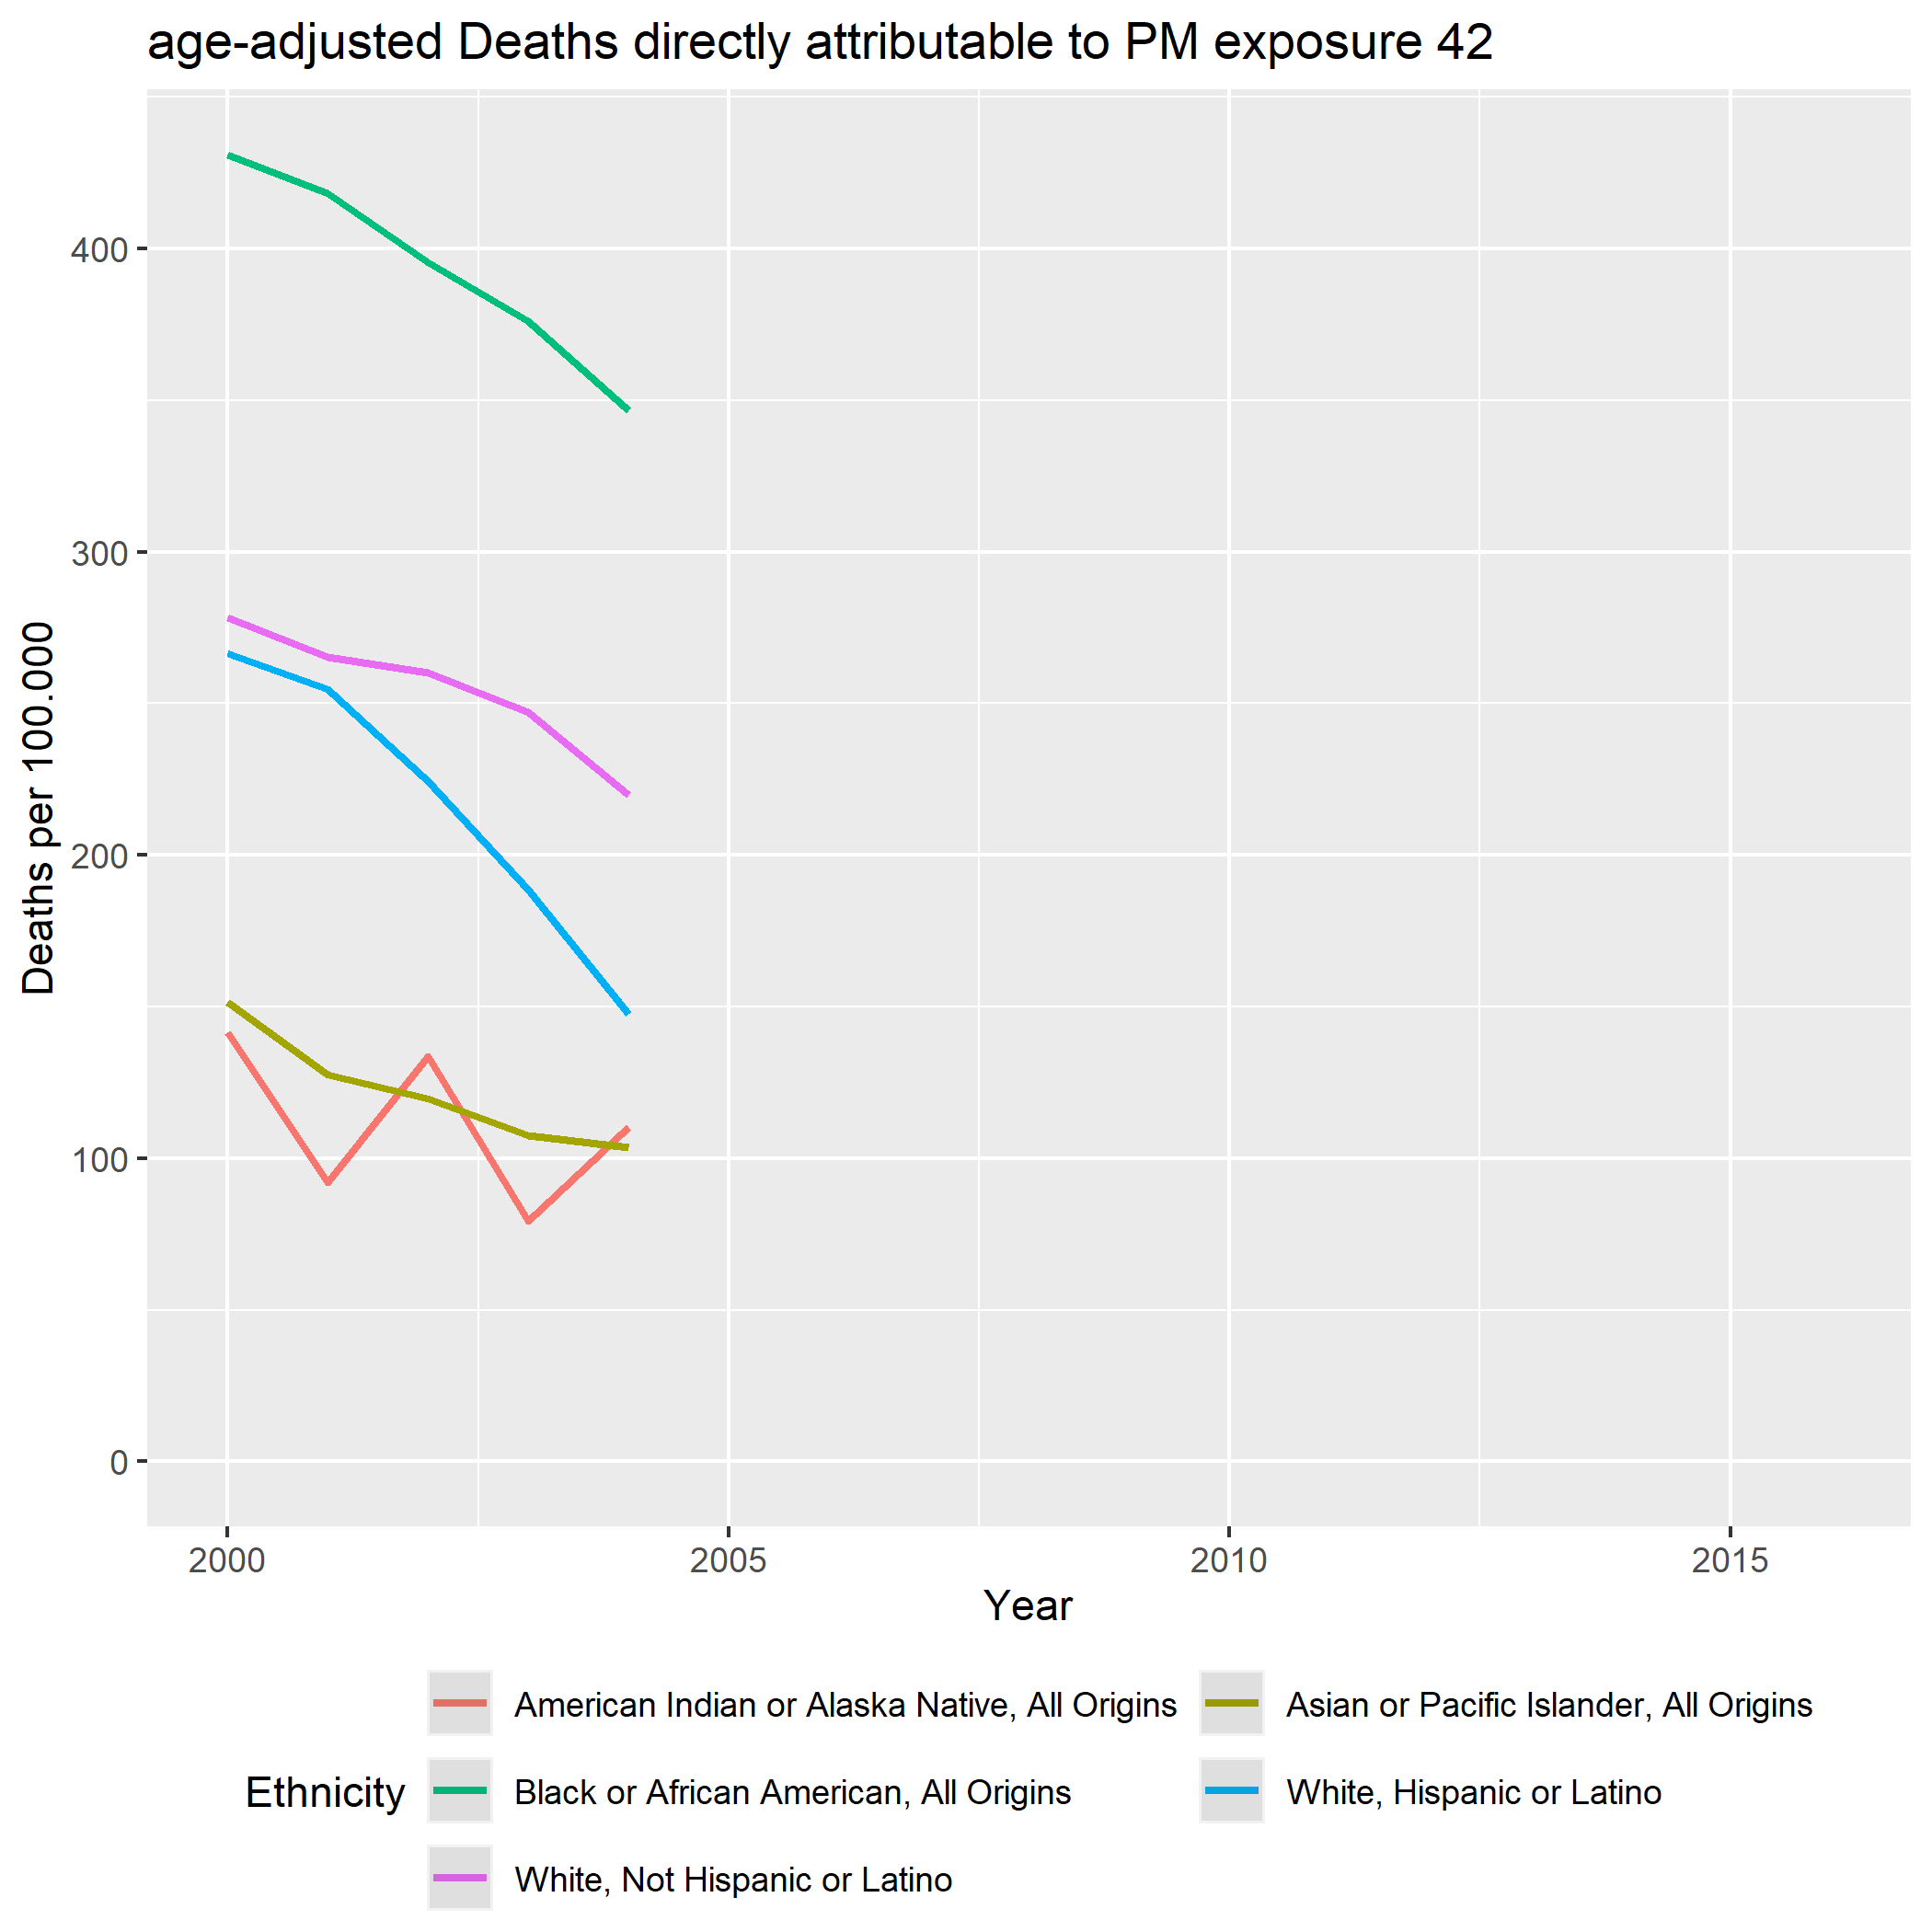 age-adjusted Deaths directly attributable to PM exposure 42
Deaths per 100.000
400
300
200
100
0
2000 2005 2010 2015
Year
Ethnicity
American Indian or Alaska Native, All Origins
Asian or Pacific Islander, All Origins
Black or African American, All Origins
White, Hispanic or Latino
White, Not Hispanic or Latino